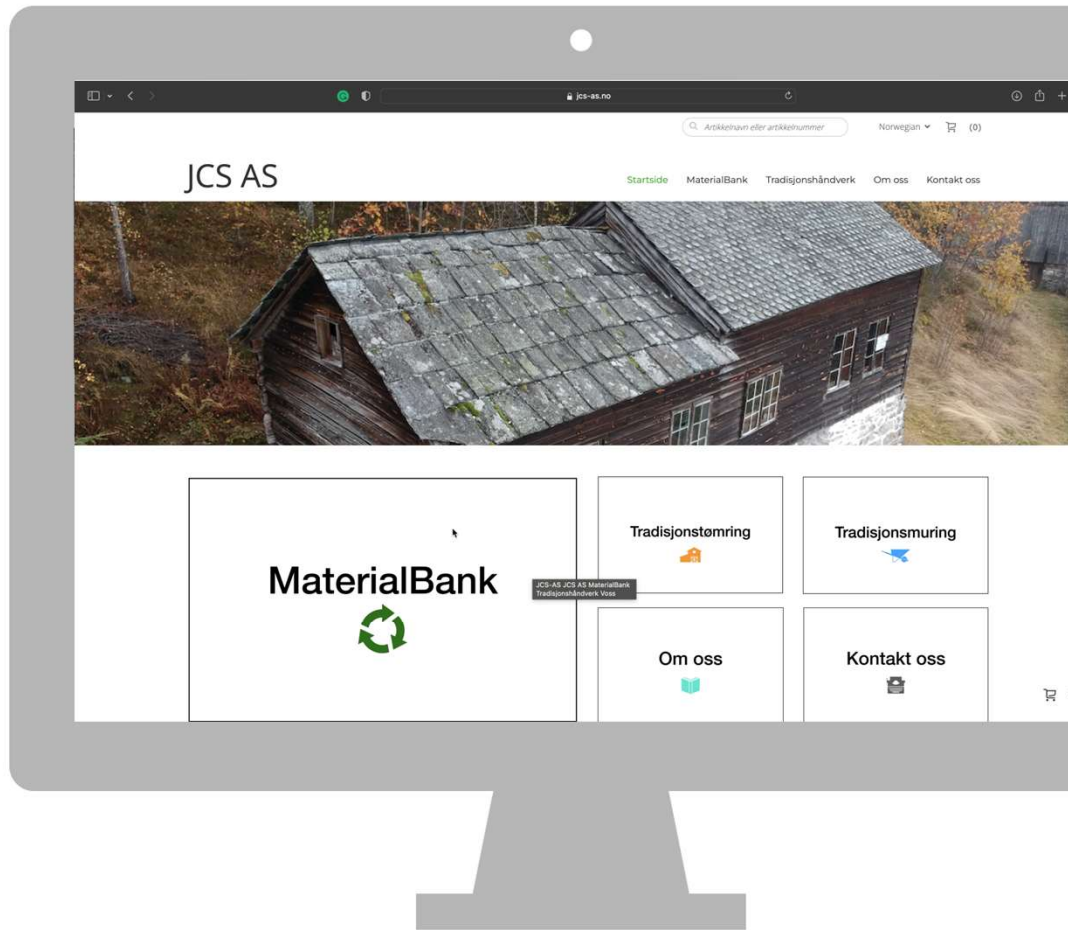 jcs-as.no
Artikkelnavn eller artikkelnummer
Norwegian
(0)
JCS AS
Startside MaterialBank Tradisjonshåndverk Om oss Kontakt oss
MaterialBank
JCS-AS JCS AS MaterialBank
Tradisjonshåndverk Voss
Tradisjonstømring
Tradisjonsmuring
Om oss
Kontakt oss